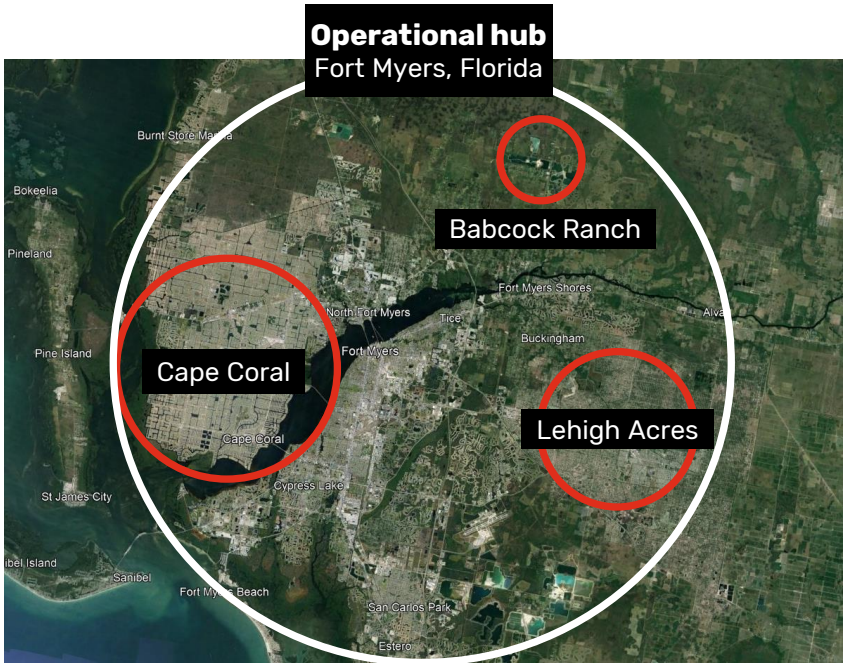 Operational hub
Fort Myers, Florida
Burnt Store Marina
Bokeelia
Babcock Ranch
Pineland
Fort Myers Shores
North Fort Myers
Alva
Tice
Buckingham
Pine Island
Fort Myers
Cape Coral
Lehigh Acres
Cape Coral
Cypress Lake
St James City
ibel Island
Sanibel
Fort Myers Beach
San Carlos Park
Estero